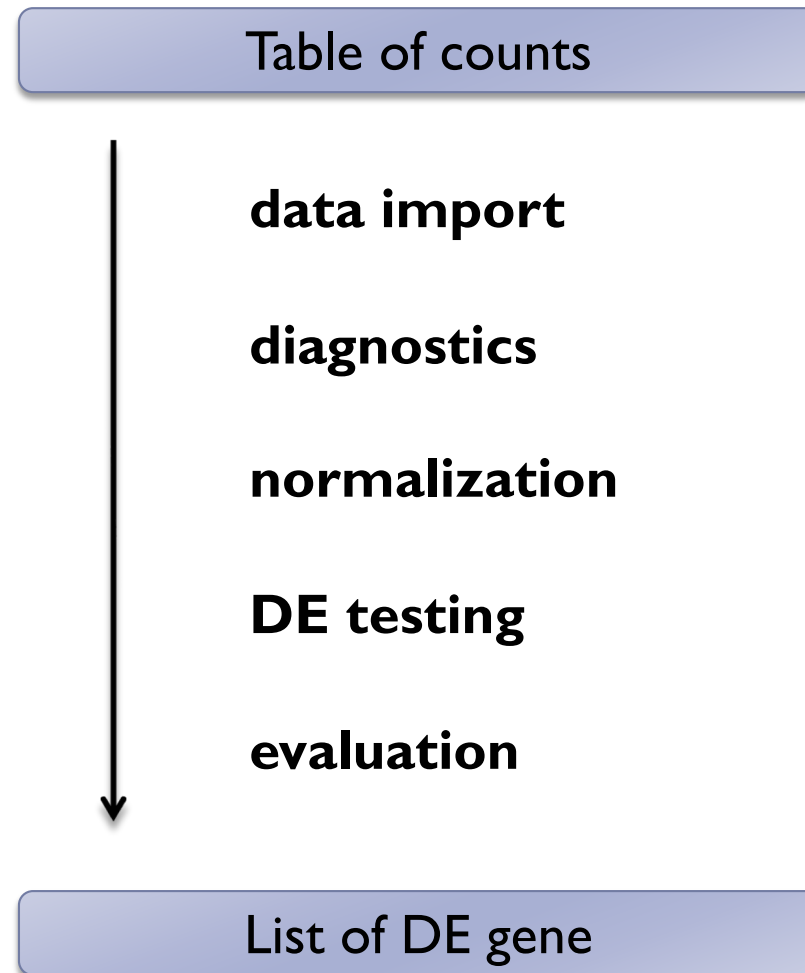 Table of counts
data import
diagnostics
normalization
DE testing
evaluation
List of DE gene